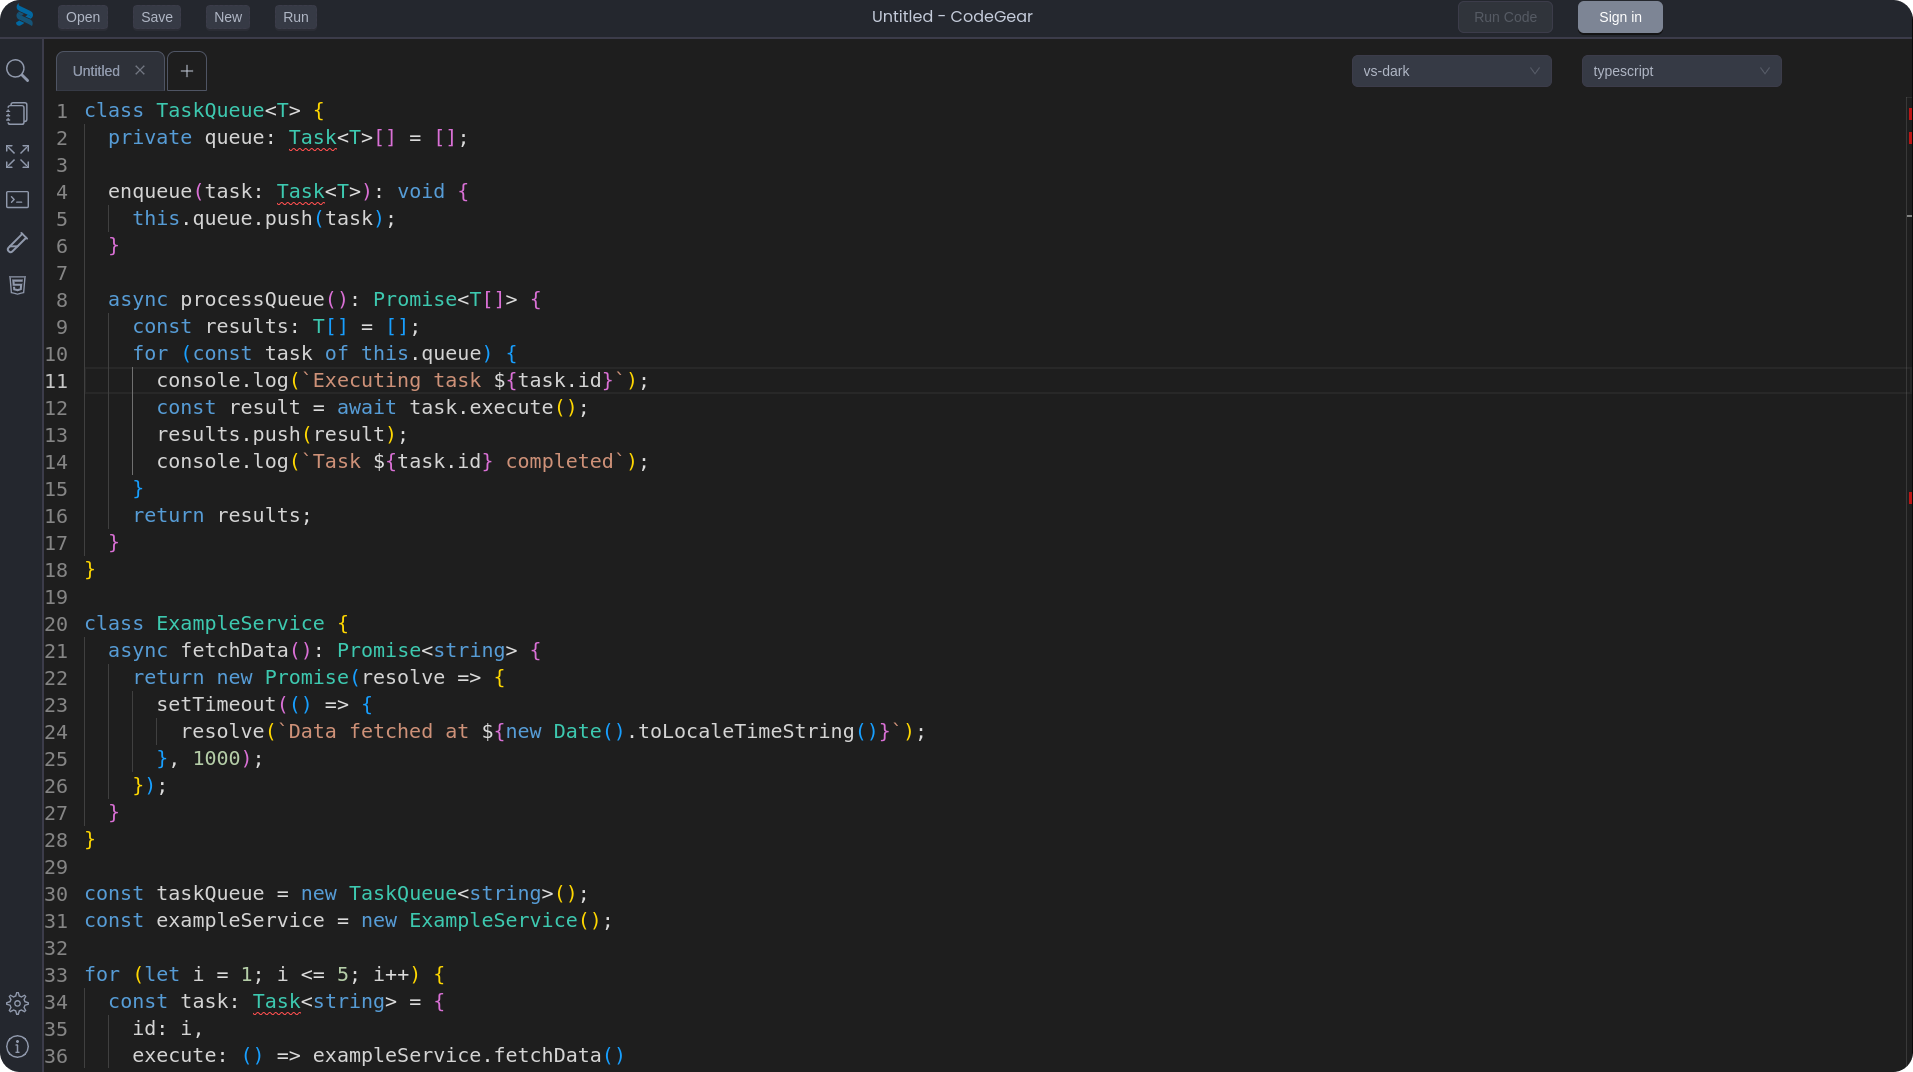 Open Save New Run Untitled - CodeGear Run Code Sign in
Untitled vs-dark typescript
1 class TaskQueue<T> {
2   private queue: Task<T>[] = [];
3
4   enqueue(task: Task<T>): void {
5     this.queue.push(task);
6   }
7
8   async processQueue(): Promise<T[]> {
9     const results: T[] = [];
10     for (const task of this.queue) {
11       console.log(`Executing task ${task.id}`);
12       const result = await task.execute();
13       results.push(result);
14       console.log(`Task ${task.id} completed`);
15     }
16     return results;
17   }
18 }
19
20 class ExampleService {
21   async fetchData(): Promise<string> {
22     return new Promise(resolve => {
23       setTimeout(() => {
24         resolve(`Data fetched at ${new Date().toLocaleTimeString()}`);
25       }, 1000);
26     });
27   }
28 }
29
30 const taskQueue = new TaskQueue<string>();
31 const exampleService = new ExampleService();
32
33 for (let i = 1; i <= 5; i++) {
34   const task: Task<string> = {
35     id: i,
36     execute: () => exampleService.fetchData()